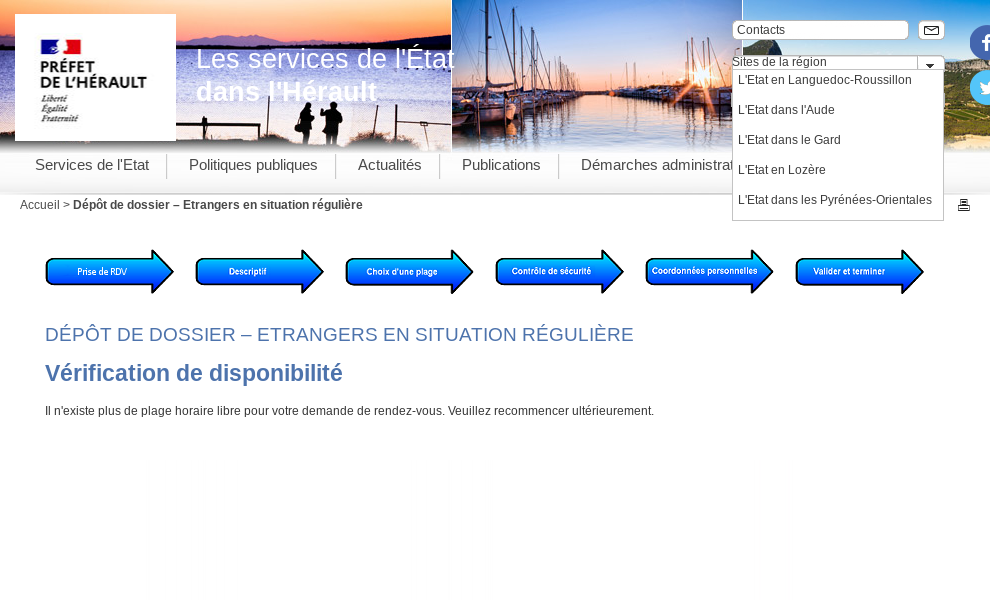 PRÉFET
DE L'HÉRAULT
Liberté
Égalité
Fraternité
Les services de l'État
dans l'Hérault
Contacts
Sites de la région
L'Etat en Languedoc-Roussillon
L'Etat dans l'Aude
L'Etat dans le Gard
L'Etat en Lozère
L'Etat dans les Pyrénées-Orientales
Services de l'Etat
Politiques publiques
Actualités
Publications
Démarches administrat
Accueil > Dépôt de dossier – Etrangers en situation régulière
Prise de RDV
Descriptif
Choix d'une plage
Contrôle de sécurité
Coordonnées personnelles
Valider et terminer
DÉPÔT DE DOSSIER – ETRANGERS EN SITUATION RÉGULIÈRE
Vérification de disponibilité
Il n'existe plus de plage horaire libre pour votre demande de rendez-vous. Veuillez recommencer ultérieurement.